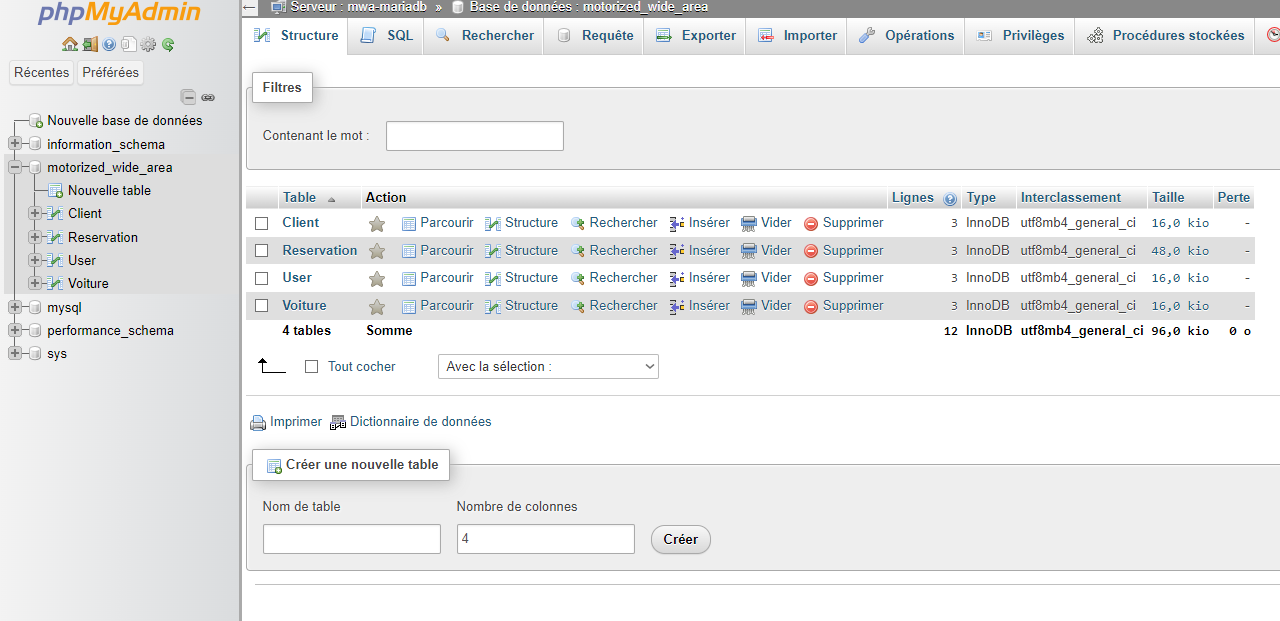 phpMyAdmin
Récentes Préférées
Nouvelle base de données
information_schema
motorized_wide_area
Nouvelle table
Client
Reservation
User
Voiture
mysql
performance_schema
sys
Serveur : mwa-mariadb » Base de données : motorized_wide_area
Structure SQL Rechercher Requête Exporter Importer Opérations Privilèges Procédures stockées
Filtres
Contenant le mot :
Table Action Lignes Type Interclassement Taille Perte
Client Parcourir Structure Rechercher Insérer Vider Supprimer 3 InnoDB utf8mb4_general_ci 16,0 kio -
Reservation Parcourir Structure Rechercher Insérer Vider Supprimer 3 InnoDB utf8mb4_general_ci 48,0 kio -
User Parcourir Structure Rechercher Insérer Vider Supprimer 3 InnoDB utf8mb4_general_ci 16,0 kio -
Voiture Parcourir Structure Rechercher Insérer Vider Supprimer 3 InnoDB utf8mb4_general_ci 16,0 kio -
4 tables Somme 12 InnoDB utf8mb4_general_ci 96,0 kio 0 o
Tout cocher Avec la sélection :
Imprimer Dictionnaire de données
Créer une nouvelle table
Nom de table Nombre de colonnes
4 Créer